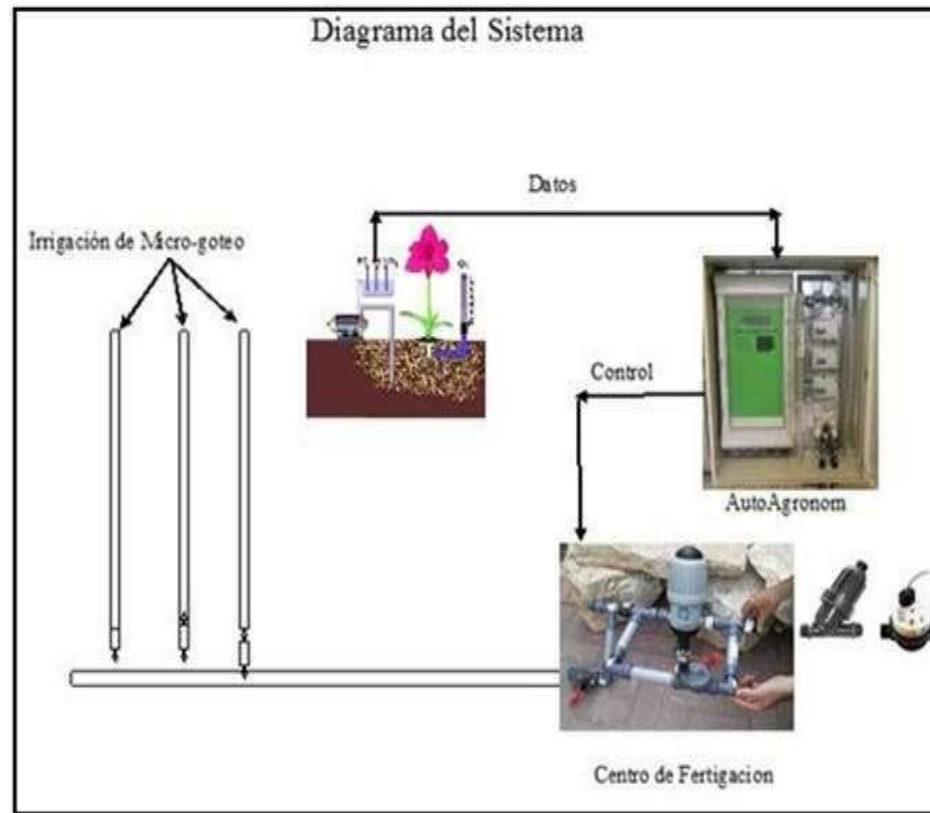 Diagrama del Sistema
Datos
Irrigación de Micro-goteo
Control
AutoAgronom
Centro de Fertigacion